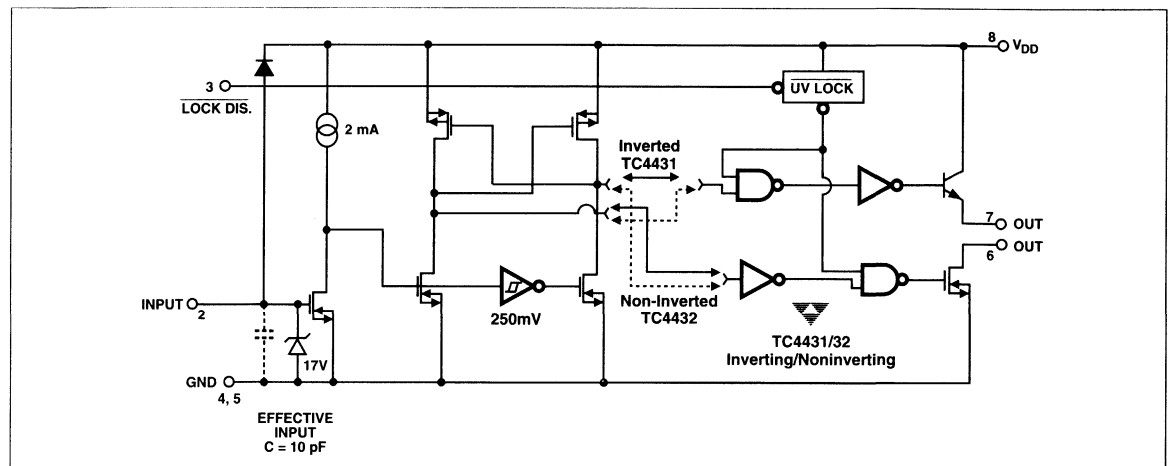 8
V_DD
3
LOCK DIS.
UV LOCK
2 mA
Inverted
TC4431
7
OUT
6
OUT
INPUT
2
250mV
Non-Inverted
TC4432
TC4431/32
Inverting/Noninverting
17V
GND
4, 5
EFFECTIVE
INPUT
C = 10 pF